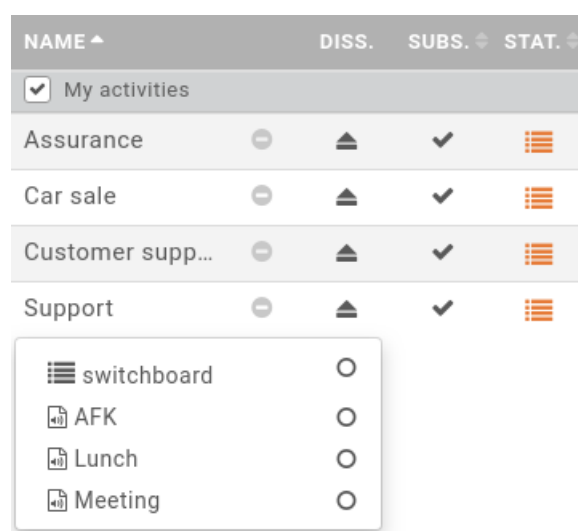 NAME DISS. SUBS. STAT.
My activities
Assurance
Car sale
Customer supp...
Support
switchboard
AFK
Lunch
Meeting